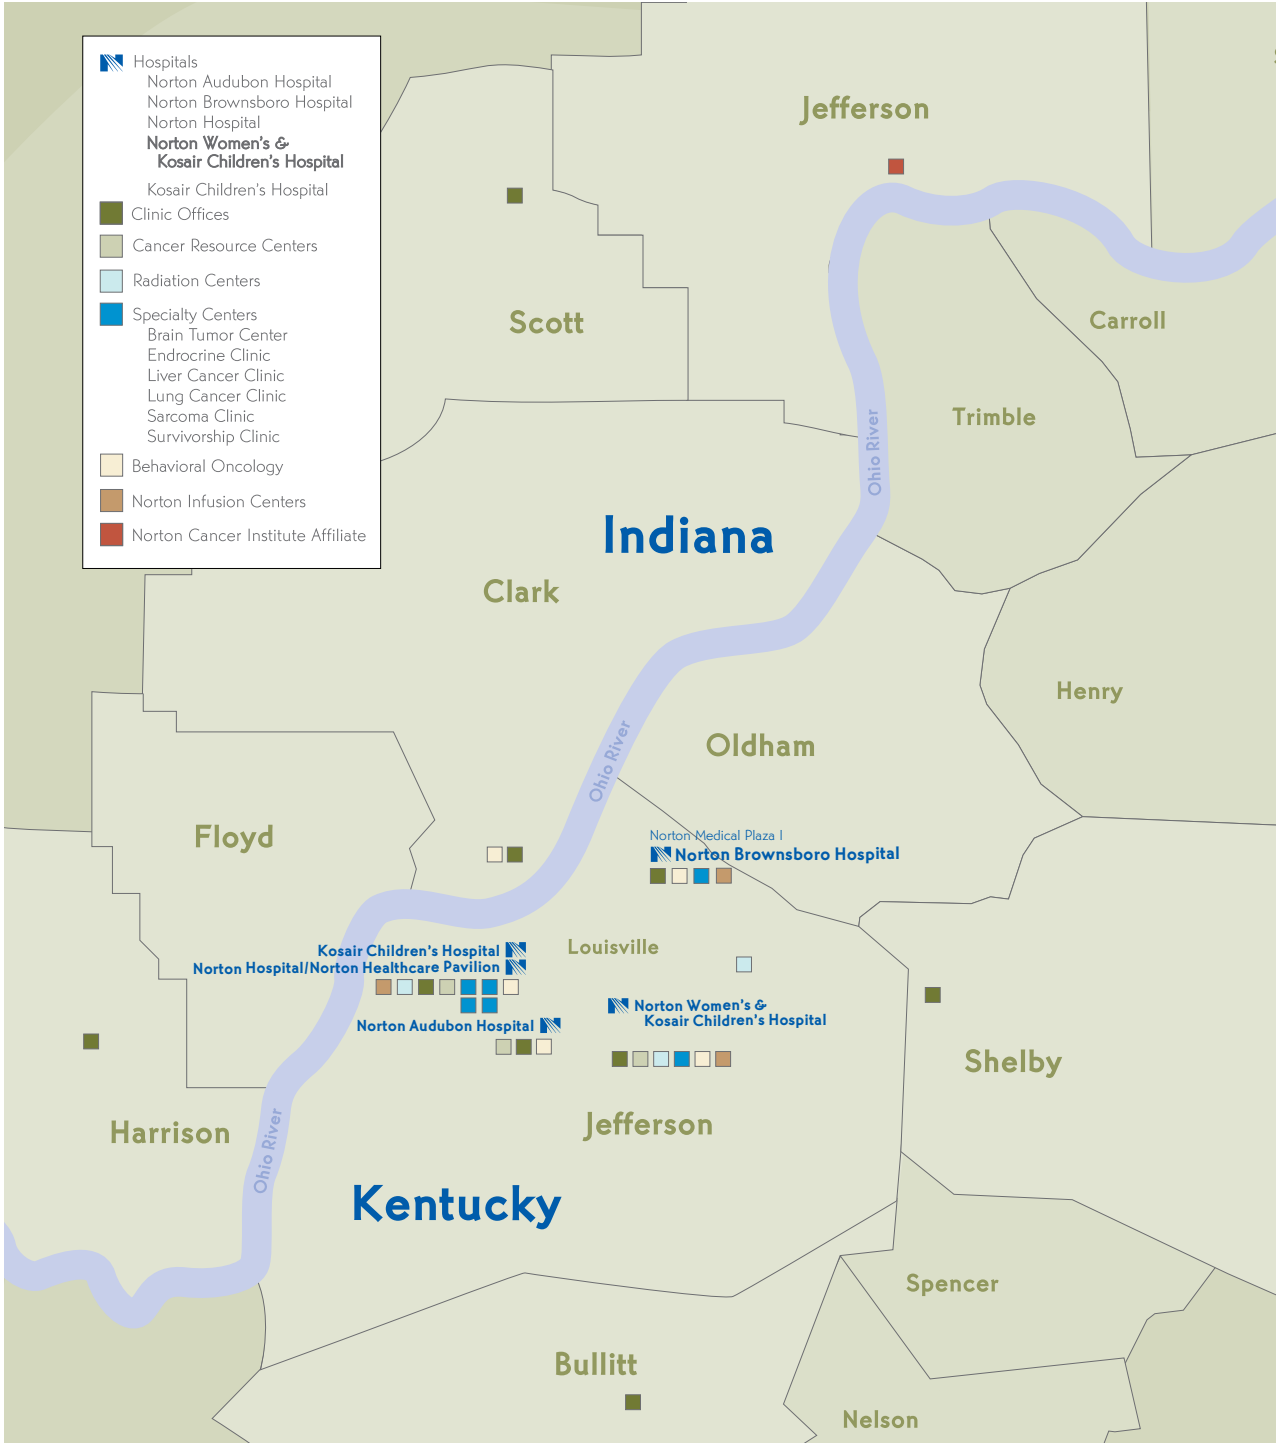 Hospitals
Norton Audubon Hospital
Norton Brownsboro Hospital
Norton Hospital
Norton Women's &
Kosair Children's Hospital
Kosair Children's Hospital
Clinic Offices
Cancer Resource Centers
Radiation Centers
Specialty Centers
Brain Tumor Center
Endrocrine Clinic
Liver Cancer Clinic
Lung Cancer Clinic
Sarcoma Clinic
Survivorship Clinic
Behavioral Oncology
Norton Infusion Centers
Norton Cancer Institute Affiliate
Jefferson
Scott
Carroll
Trimble
Ohio River
Indiana
Clark
Henry
Oldham
Ohio River
Floyd
Norton Medical Plaza I
Norton Brownsboro Hospital
Louisville
Kosair Children's Hospital
Norton Hospital/Norton Healthcare Pavilion
Norton Women's &
Kosair Children's Hospital
Norton Audubon Hospital
Shelby
Jefferson
Harrison
Ohio River
Kentucky
Spencer
Bullitt
Nelson